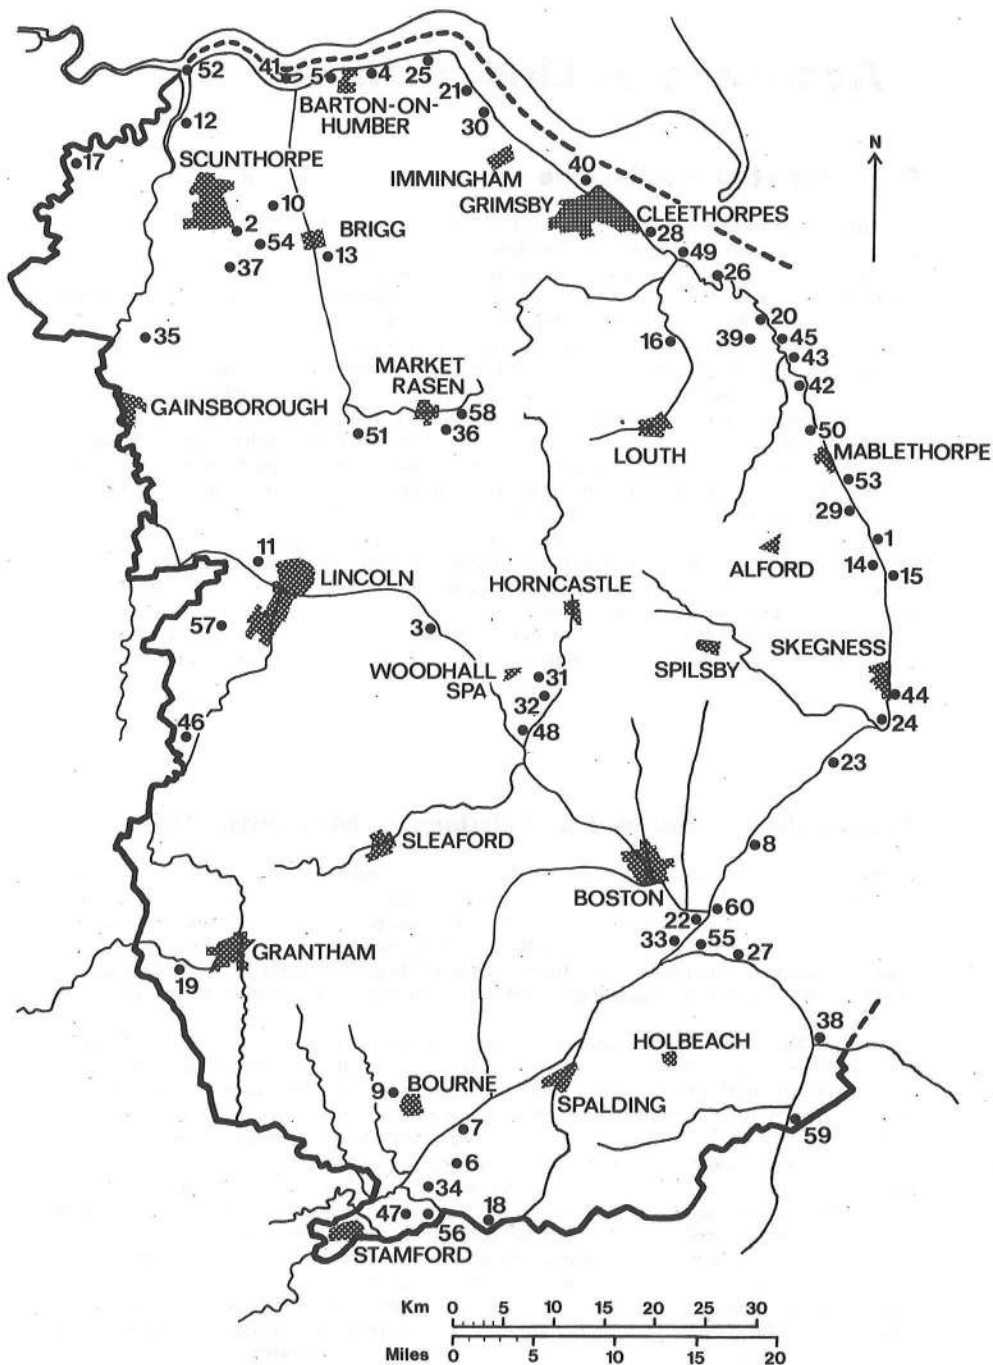 N
52
41
5
4
25
BARTON-ON-
HUMBER
21
30
12
17
SCUNTHORPE
IMMINGHAM
40
GRIMSBY
CLEETHORPES
10
2
54
BRIGG
13
37
28
49
26
20
16
39
45
43
35
MARKET
RASEN
42
GAINSBOROUGH
58
51
36
50
LOUTH
MABLETHORPE
53
29
1
11
LINCOLN
HORNCASTLE
ALFORD
14
15
57
3
SKEGNESS
SPILSBY
WOODHALL
SPA
31
32
44
46
48
24
23
SLEAFORD
8
BOSTON
60
22
33
55
27
GRANTHAM
19
38
HOLBEACH
9
BOURNE
SPALDING
7
59
6
34
47
56
18
STAMFORD
Km 0 5 10 15 20 25 30
Miles 0 5 10 15 20